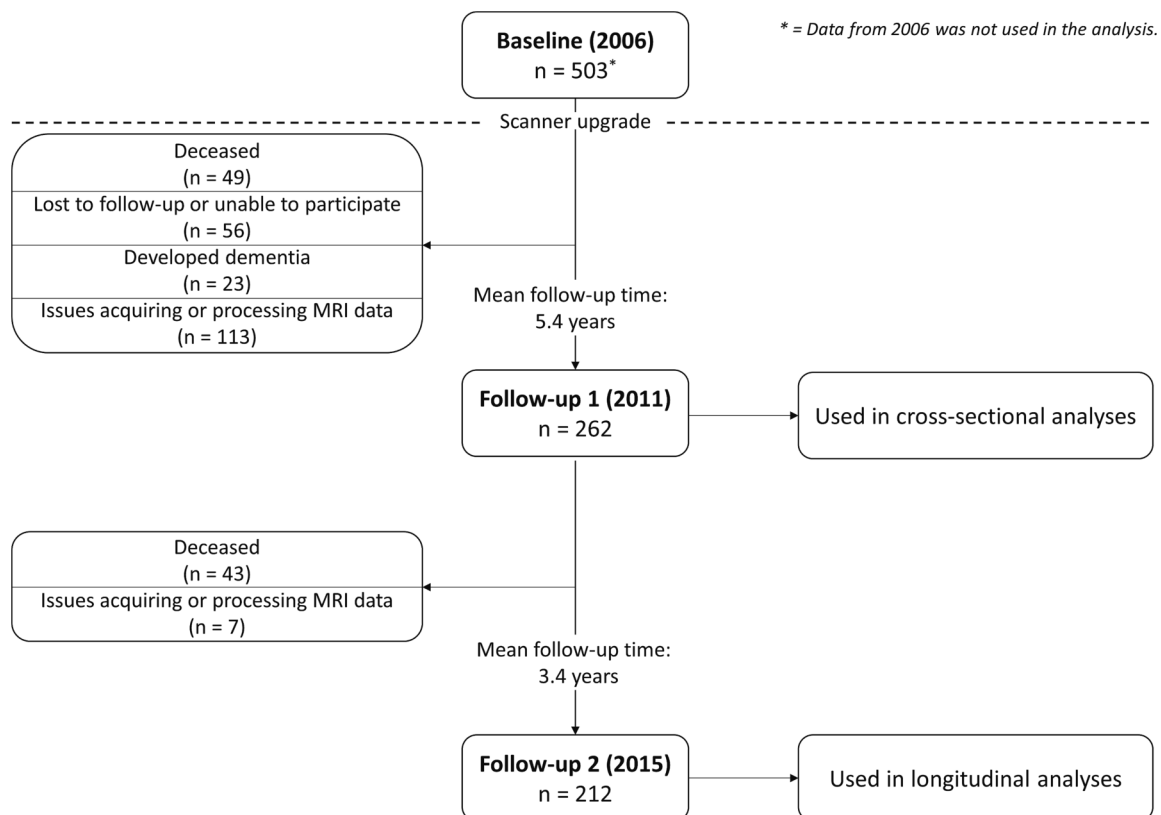 Baseline (2006)
n = 503*
* = Data from 2006 was not used in the analysis.
Scanner upgrade
Deceased
(n = 49)
Lost to follow-up or unable to participate
(n = 56)
Developed dementia
(n = 23)
Issues acquiring or processing MRI data
(n = 113)
Mean follow-up time:
5.4 years
Follow-up 1 (2011)
n = 262
Used in cross-sectional analyses
Deceased
(n = 43)
Issues acquiring or processing MRI data
(n = 7)
Mean follow-up time:
3.4 years
Follow-up 2 (2015)
n = 212
Used in longitudinal analyses